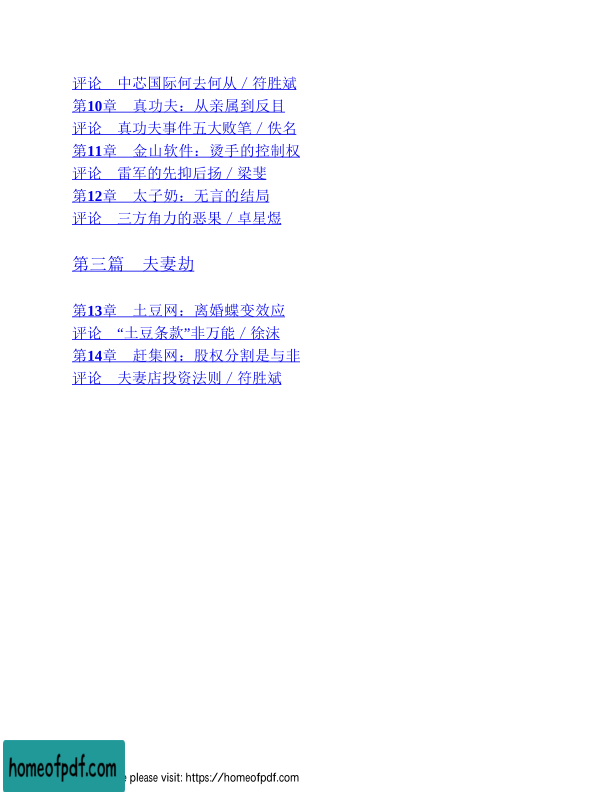 评论　中芯国际何去何从 / 符胜斌
第10章　真功夫：从亲属到反目
评论　真功夫事件五大败笔 / 佚名
第11章　金山软件：烫手的控制权
评论　雷军的先抑后扬 / 梁斐
第12章　太子奶：无言的结局
评论　三方角力的恶果 / 卓星煜
第三篇　夫妻劫
第13章　土豆网：离婚蝶变效应
评论　“土豆条款”非万能 / 徐沫
第14章　赶集网：股权分割是与非
评论　夫妻店投资法则 / 符胜斌
homeofpdf.com
e please visit: https://homeofpdf.com